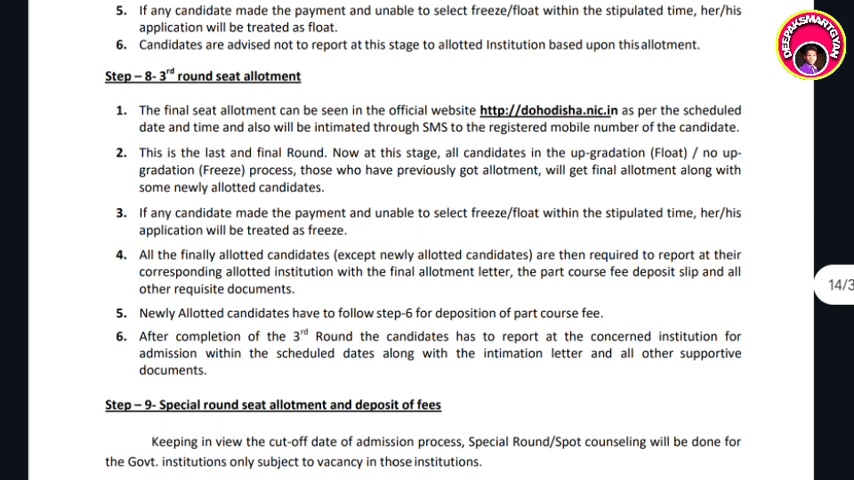 5. If any candidate made the payment and unable to select freeze/float within the stipulated time, her/his
application will be treated as float.
6. Candidates are advised not to report at this stage to allotted Institution based upon this allotment.
Step – 8- 3rd round seat allotment
1. The final seat allotment can be seen in the official website http://dohodisha.nic.in as per the scheduled
date and time and also will be intimated through SMS to the registered mobile number of the candidate.
2. This is the last and final Round. Now at this stage, all candidates in the up-gradation (Float) / no up-
gradation (Freeze) process, those who have previously got allotment, will get final allotment along with
some newly allotted candidates.
3. If any candidate made the payment and unable to select freeze/float within the stipulated time, her/his
application will be treated as freeze.
4. All the finally allotted candidates (except newly allotted candidates) are then required to report at their
corresponding allotted institution with the final allotment letter, the part course fee deposit slip and all
other requisite documents.
5. Newly Allotted candidates have to follow step-6 for deposition of part course fee.
6. After completion of the 3rd Round the candidates has to report at the concerned institution for
admission within the scheduled dates along with the intimation letter and all other supportive
documents.
Step – 9- Special round seat allotment and deposit of fees
Keeping in view the cut-off date of admission process, Special Round/Spot counseling will be done for
the Govt. institutions only subject to vacancy in those institutions.
DEEPAKSMARTGYAN
14/3